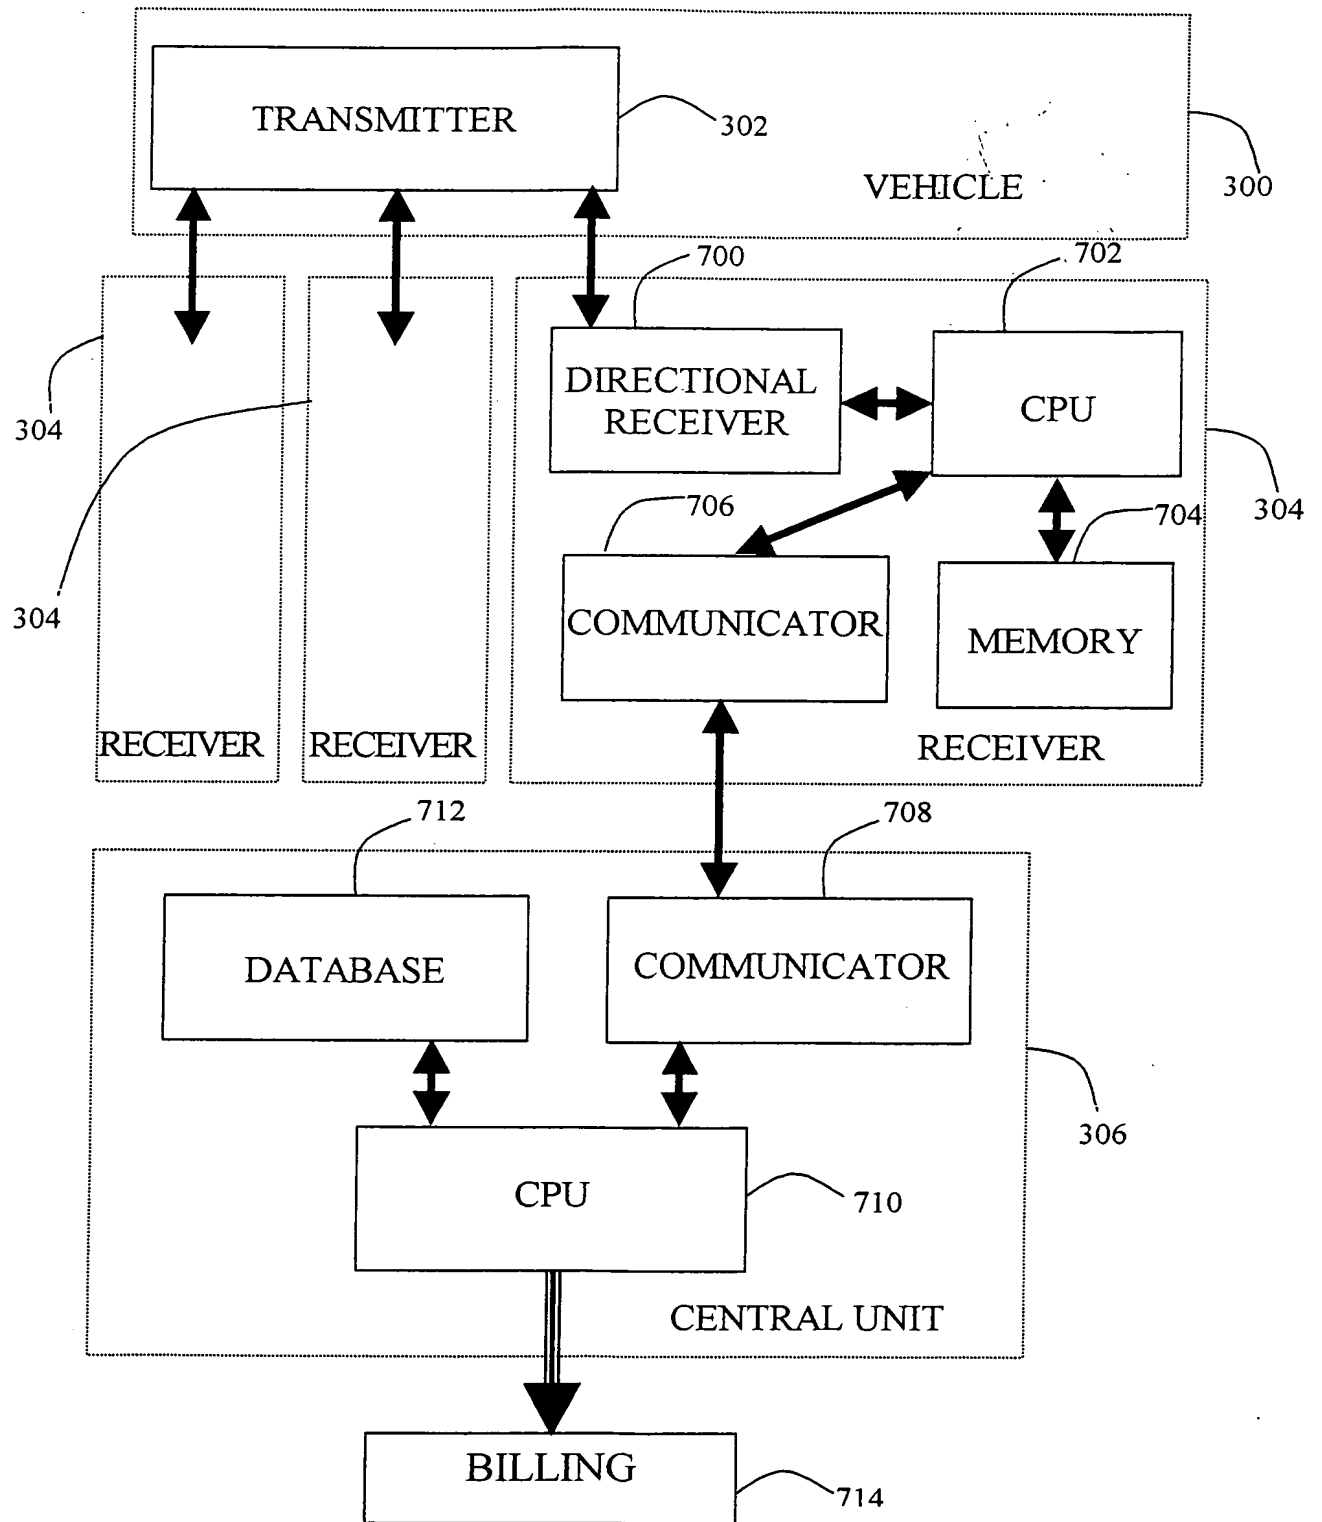 TRANSMITTER
302
VEHICLE
300
700
702
304
DIRECTIONAL
RECEIVER
CPU
304
706
704
304
COMMUNICATOR
MEMORY
RECEIVER
RECEIVER
RECEIVER
712
708
DATABASE
COMMUNICATOR
306
CPU
710
CENTRAL UNIT
BILLING
714